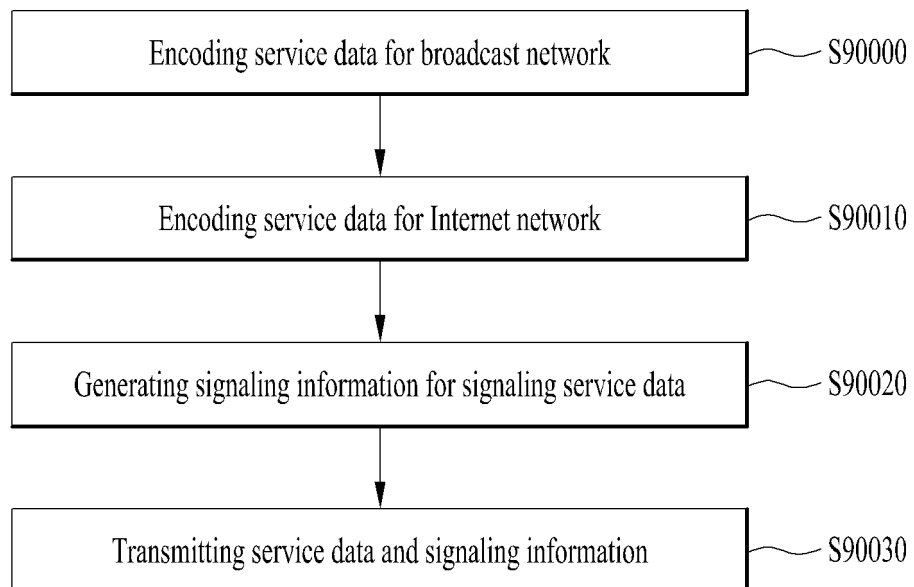 Encoding service data for broadcast network S90000
Encoding service data for Internet network S90010
Generating signaling information for signaling service data S90020
Transmitting service data and signaling information S90030